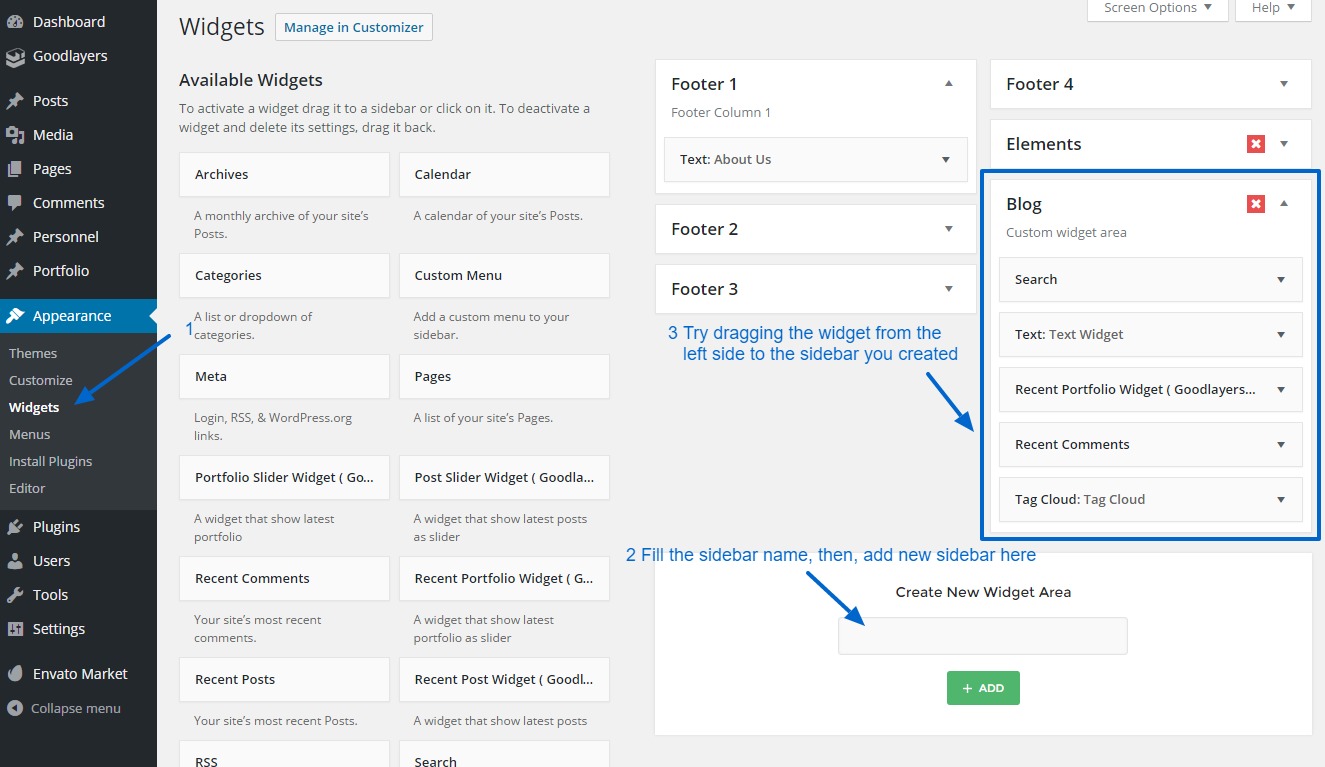 Dashboard
Goodlayers
Posts
Media
Pages
Comments
Personnel
Portfolio
Appearance
Themes
Customize
Widgets
Menus
Install Plugins
Editor
Plugins
Users
Tools
Settings
Envato Market
Collapse menu
1
Widgets
Manage in Customizer
Screen Options
Help
Available Widgets
To activate a widget drag it to a sidebar or click on it. To deactivate a
widget and delete its settings, drag it back.
Archives
A monthly archive of your site’s
Posts.
Calendar
A calendar of your site’s Posts.
Categories
A list or dropdown of
categories.
Custom Menu
Add a custom menu to your
sidebar.
Meta
Login, RSS, & WordPress.org
links.
Pages
A list of your site’s Pages.
Portfolio Slider Widget ( Go...
A widget that show latest
portfolio
Post Slider Widget ( Goodla...
A widget that show latest posts
as slider
Recent Comments
Your site’s most recent
comments.
Recent Portfolio Widget ( G...
A widget that show latest
portfolio as slider
Recent Posts
Your site’s most recent Posts.
Recent Post Widget ( Goodl...
A widget that show latest posts
RSS
Search
Footer 1
Footer Column 1
Text: About Us
Footer 2
Footer 3
3 Try dragging the widget from the
left side to the sidebar you created
Footer 4
Elements
Blog
Custom widget area
Search
Text: Text Widget
Recent Portfolio Widget ( Goodlayers...
Recent Comments
Tag Cloud: Tag Cloud
2 Fill the sidebar name, then, add new sidebar here
Create New Widget Area
+ ADD